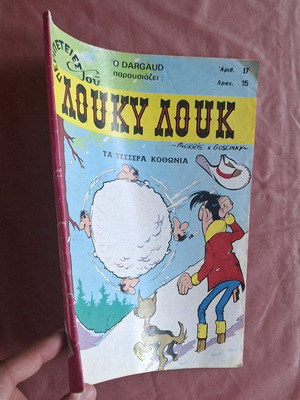 Ο DARGAUD
παρουσιάζει :
Αριθ. 17
Δραχ. 15
ΛΟΥΚΥ ΛΟΥΚ
-MORRIS & GOSCINNY-
ΤΑ ΤΕΣΣΕΡΑ ΚΟΘΩΝΙΑ